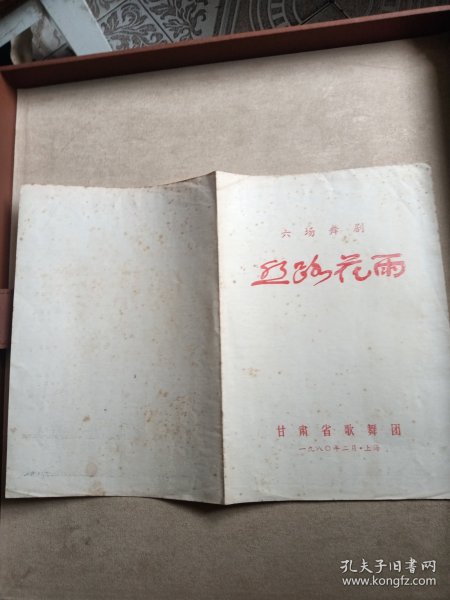 六场舞剧
丝路花雨
甘肃省歌舞团
一九八〇年二月·上海
孔夫子旧书网
www.kongfz.com